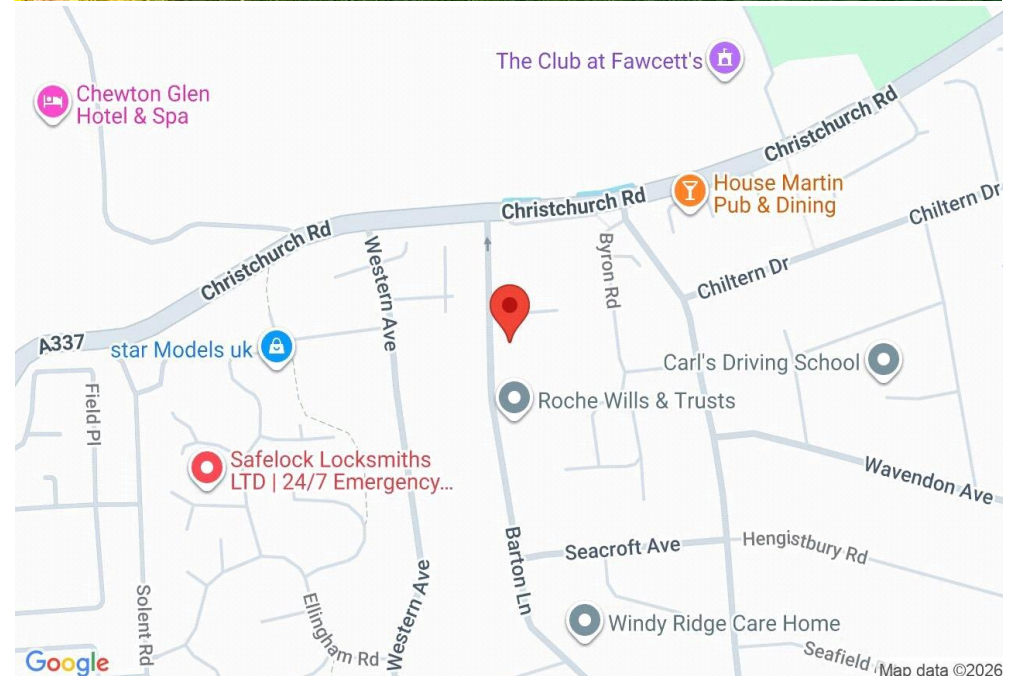 The Club at Fawcett's
Chewton Glen
Hotel & Spa
Christchurch Rd
House Martin
Pub & Dining
Christchurch Rd
Chiltern Dr
Christchurch Rd
Western Ave
Byron Rd
Chiltern Dr
A337
star Models uk
Carl's Driving School
Field Pl
Roche Wills & Trusts
Safelock Locksmiths
LTD | 24/7 Emergency...
Wavendon Ave
Barton Ln
Seacroft Ave
Hengistbury Rd
Solent Rd
Ellingham Rd
Western Ave
Windy Ridge Care Home
Seafield
Google
Map data ©2026